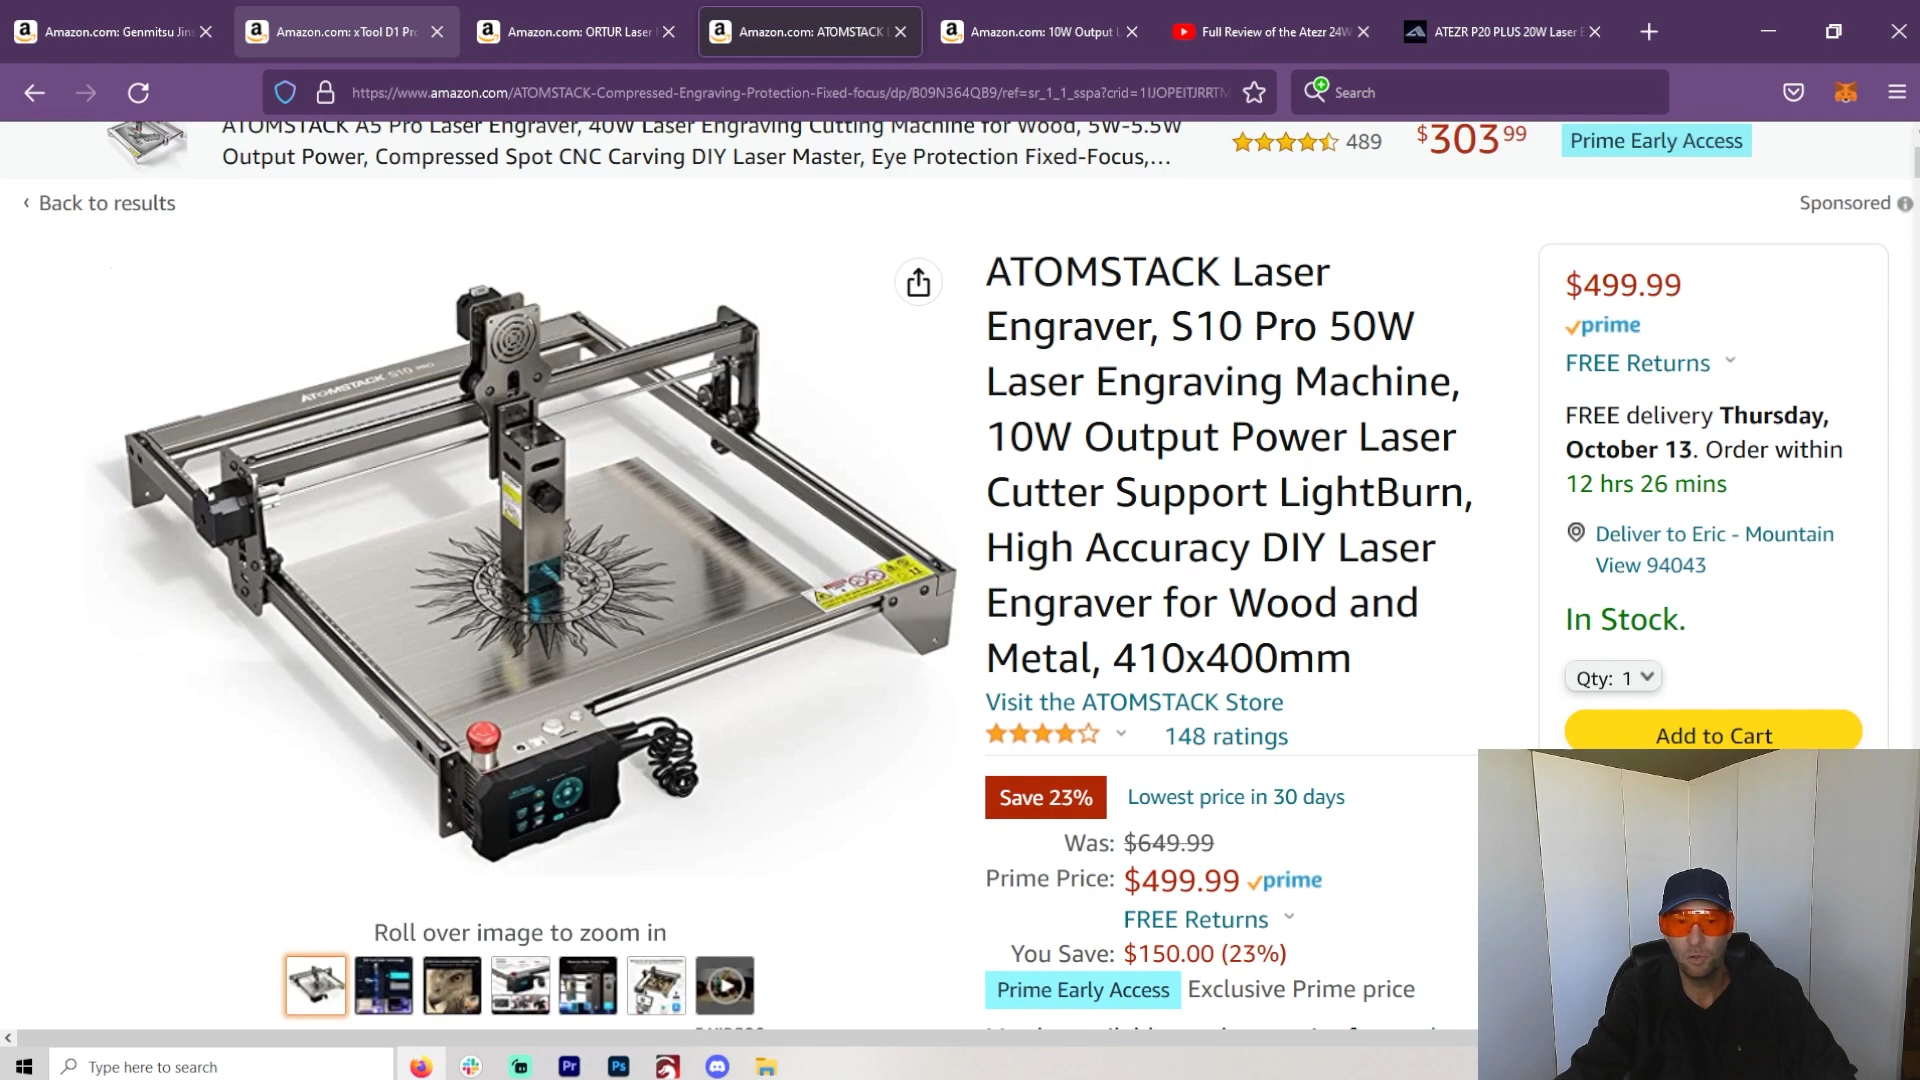 Amazon.com: Genmitsu Jins
Amazon.com: xTool D1 Pro
Amazon.com: ORTUR Laser
Amazon.com: ATOMSTACK L
Amazon.com: 10W Output L
Full Review of the Atezr 24W
ATEZR P20 PLUS 20W Laser E
https://www.amazon.com/ATOMSTACK-Compressed-Engraving-Protection-Fixed-focus/dp/B09N364QB9/ref=sr_1_1_sspa?crid=1IJOPEITJRRTM
Search
ATOMSTACK A5 Pro Laser Engraver, 40W Laser Engraving Cutting Machine for Wood, 5W-5.5W
Output Power, Compressed Spot CNC Carving DIY Laser Master, Eye Protection Fixed-Focus,...
489
$303.99
Prime Early Access
‹ Back to results
Sponsored
ATOMSTACK S10 PRO
ATOMSTACK Laser
Engraver, S10 Pro 50W
Laser Engraving Machine,
10W Output Power Laser
Cutter Support LightBurn,
High Accuracy DIY Laser
Engraver for Wood and
Metal, 410x400mm
Visit the ATOMSTACK Store
148 ratings
Save 23% Lowest price in 30 days
Was: $649.99
Prime Price: $499.99 prime
FREE Returns
You Save: $150.00 (23%)
Prime Early Access Exclusive Prime price
Roll over image to zoom in
$499.99
prime
FREE Returns
FREE delivery Thursday,
October 13. Order within
12 hrs 26 mins
Deliver to Eric - Mountain
View 94043
In Stock.
Qty: 1
Add to Cart
Type here to search
Pr
Ps